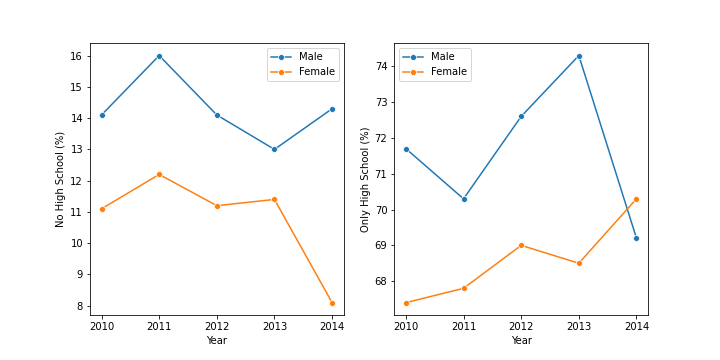 No High School (%)
16
15
14
13
12
11
10
9
8
Male
Female
2010 2011 2012 2013 2014
Year
Only High School (%)
74
73
72
71
70
69
68
Male
Female
2010 2011 2012 2013 2014
Year